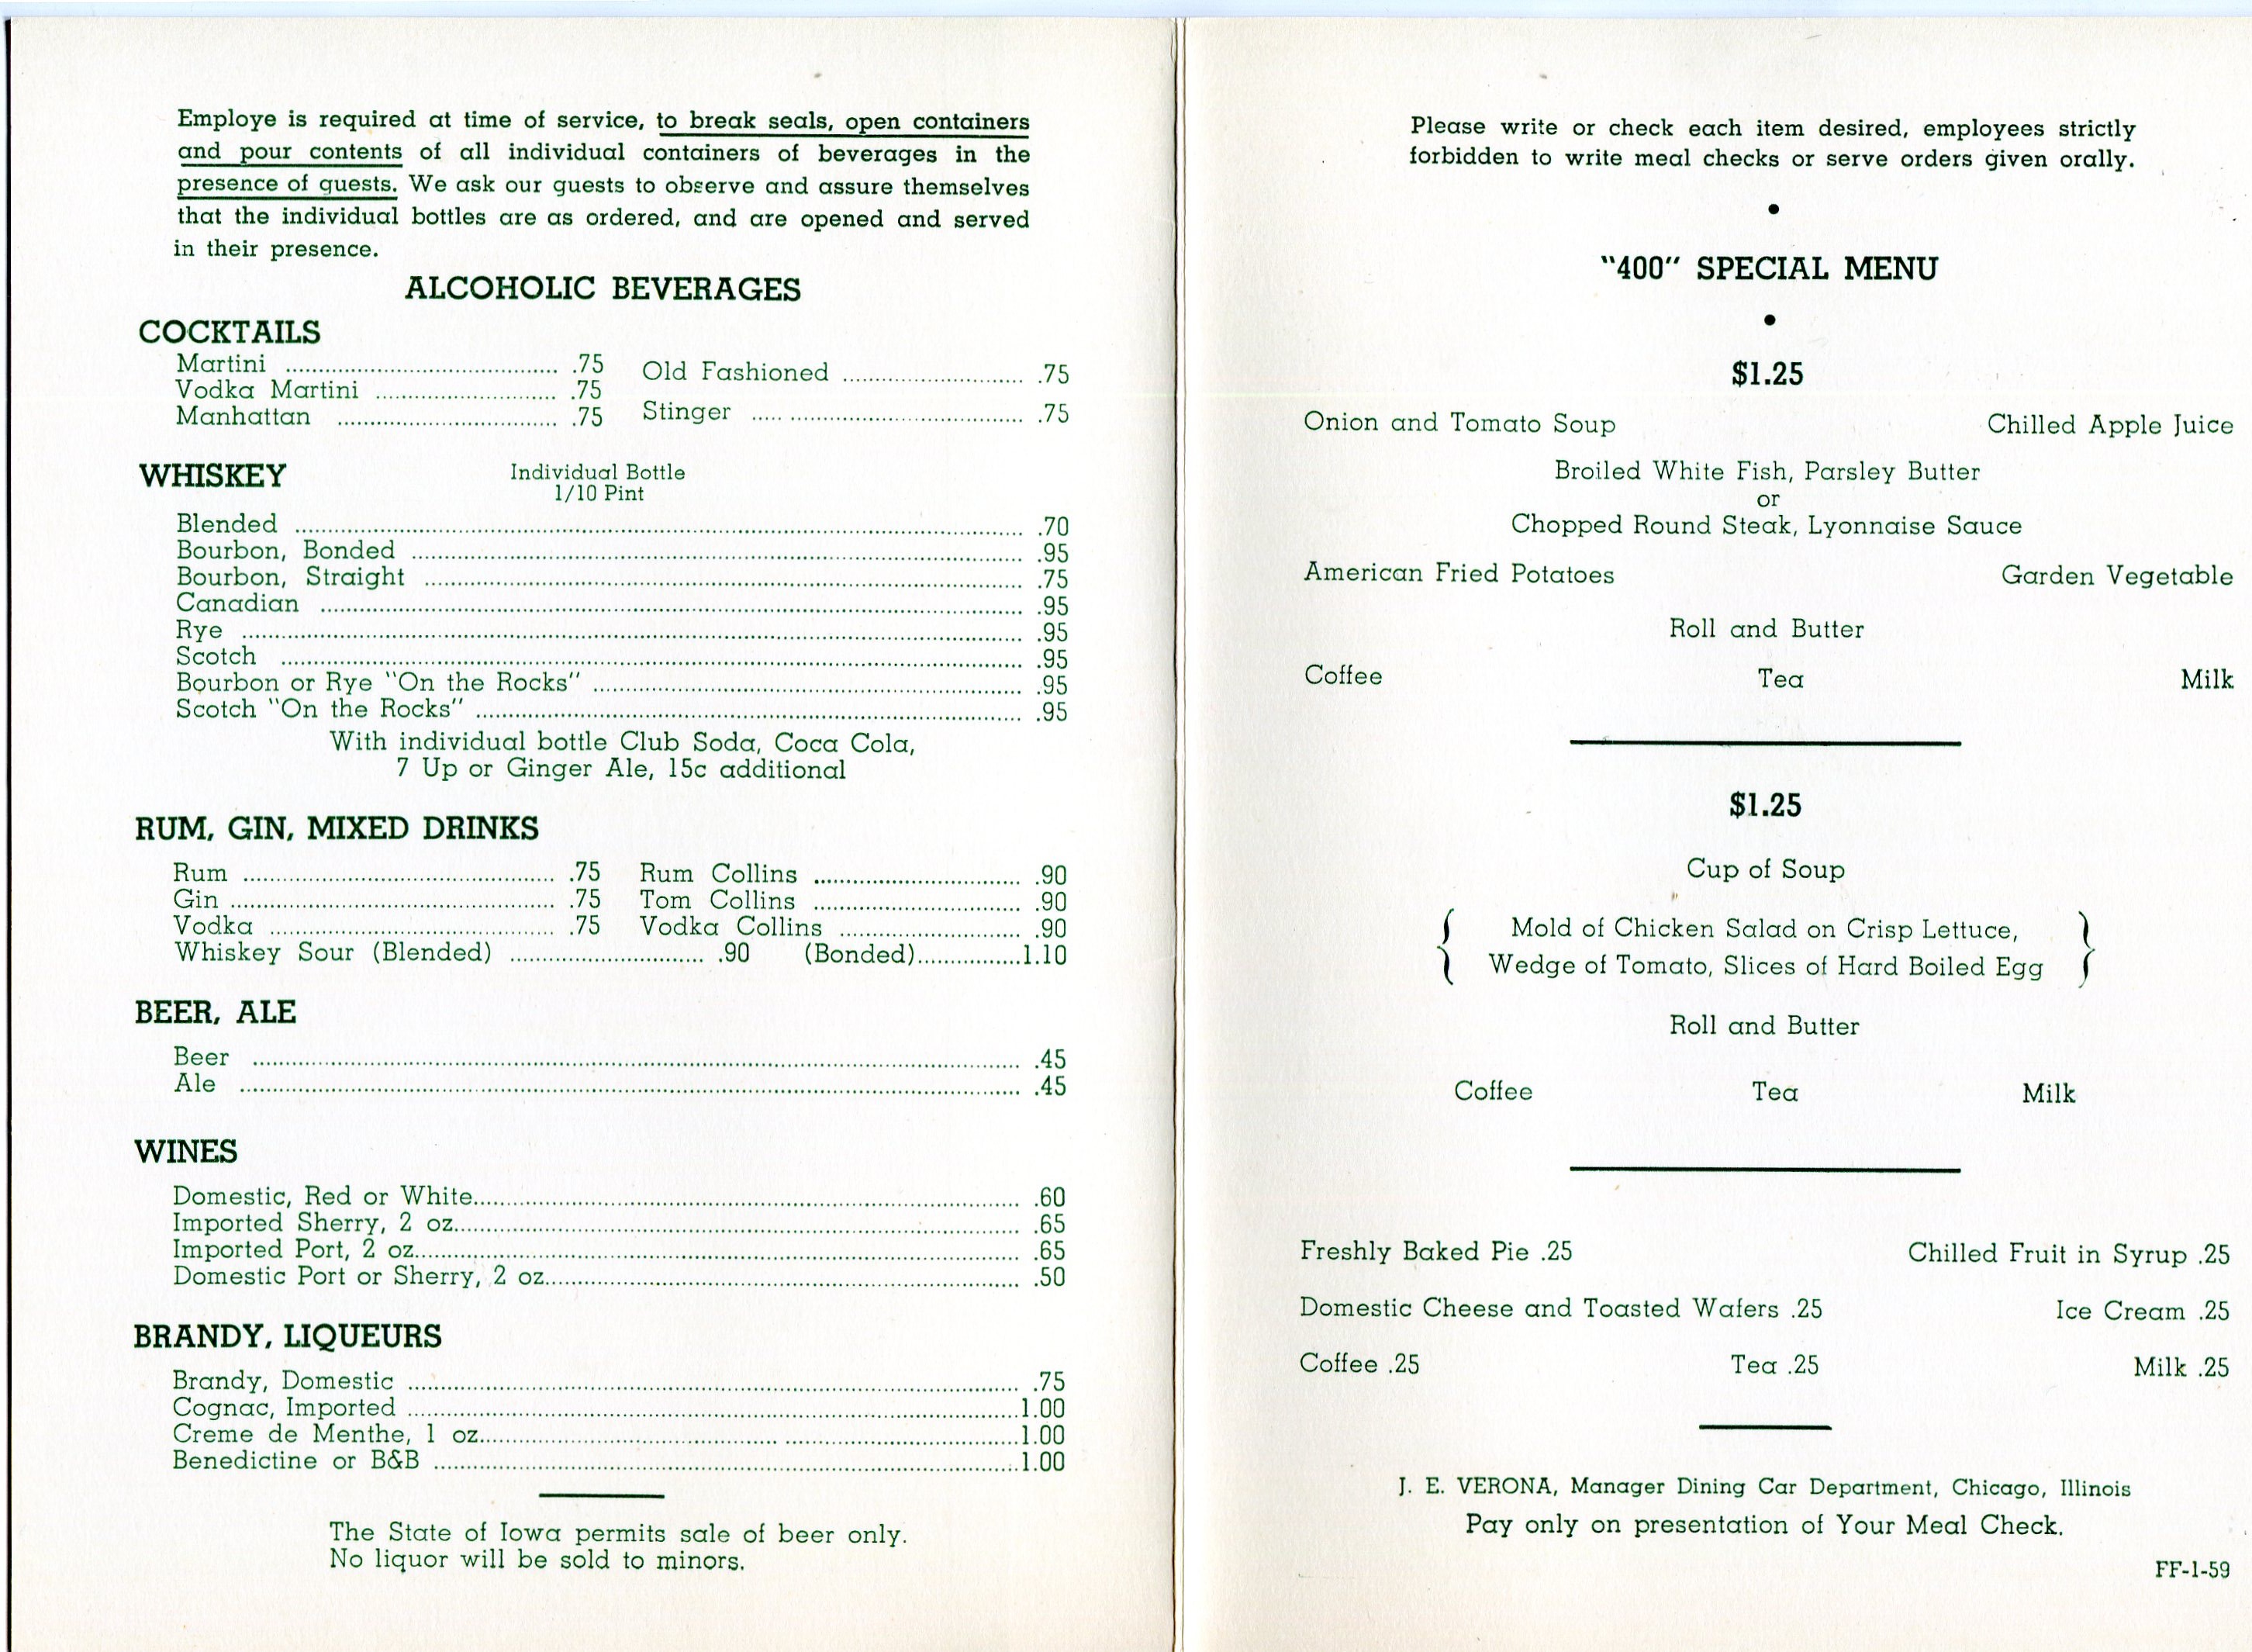 Employe is required at time of service, to break seals, open containers
and pour contents of all individual containers of beverages in the
presence of guests. We ask our guests to observe and assure themselves
that the individual bottles are as ordered, and are opened and served
in their presence.
ALCOHOLIC BEVERAGES
COCKTAILS
Martini .75
Vodka Martini .75
Manhattan .75
Old Fashioned .75
Stinger .75
WHISKEY
Individual Bottle
1/10 Pint
Blended .70
Bourbon, Bonded .95
Bourbon, Straight .75
Canadian .95
Rye .95
Scotch .95
Bourbon or Rye "On the Rocks" .95
Scotch "On the Rocks" .95
With individual bottle Club Soda, Coca Cola,
7 Up or Ginger Ale, 15c additional
RUM, GIN, MIXED DRINKS
Rum .75 Rum Collins .90
Gin .75 Tom Collins .90
Vodka .75 Vodka Collins .90
Whiskey Sour (Blended) .90 (Bonded) 1.10
BEER, ALE
Beer .45
Ale .45
WINES
Domestic, Red or White .60
Imported Sherry, 2 oz. .65
Imported Port, 2 oz. .65
Domestic Port or Sherry, 2 oz. .50
BRANDY, LIQUEURS
Brandy, Domestic .75
Cognac, Imported 1.00
Creme de Menthe, 1 oz. 1.00
Benedictine or B&B 1.00
The State of Iowa permits sale of beer only.
No liquor will be sold to minors.
Please write or check each item desired, employees strictly
forbidden to write meal checks or serve orders given orally.
•
"400" SPECIAL MENU
•
$1.25
Onion and Tomato Soup Chilled Apple Juice
Broiled White Fish, Parsley Butter
or
Chopped Round Steak, Lyonnaise Sauce
American Fried Potatoes Garden Vegetable
Roll and Butter
Coffee Tea Milk
$1.25
Cup of Soup
{ Mold of Chicken Salad on Crisp Lettuce,
Wedge of Tomato, Slices of Hard Boiled Egg }
Roll and Butter
Coffee Tea Milk
Freshly Baked Pie .25 Chilled Fruit in Syrup .25
Domestic Cheese and Toasted Wafers .25 Ice Cream .25
Coffee .25 Tea .25 Milk .25
J. E. VERONA, Manager Dining Car Department, Chicago, Illinois
Pay only on presentation of Your Meal Check.
FF-1-59